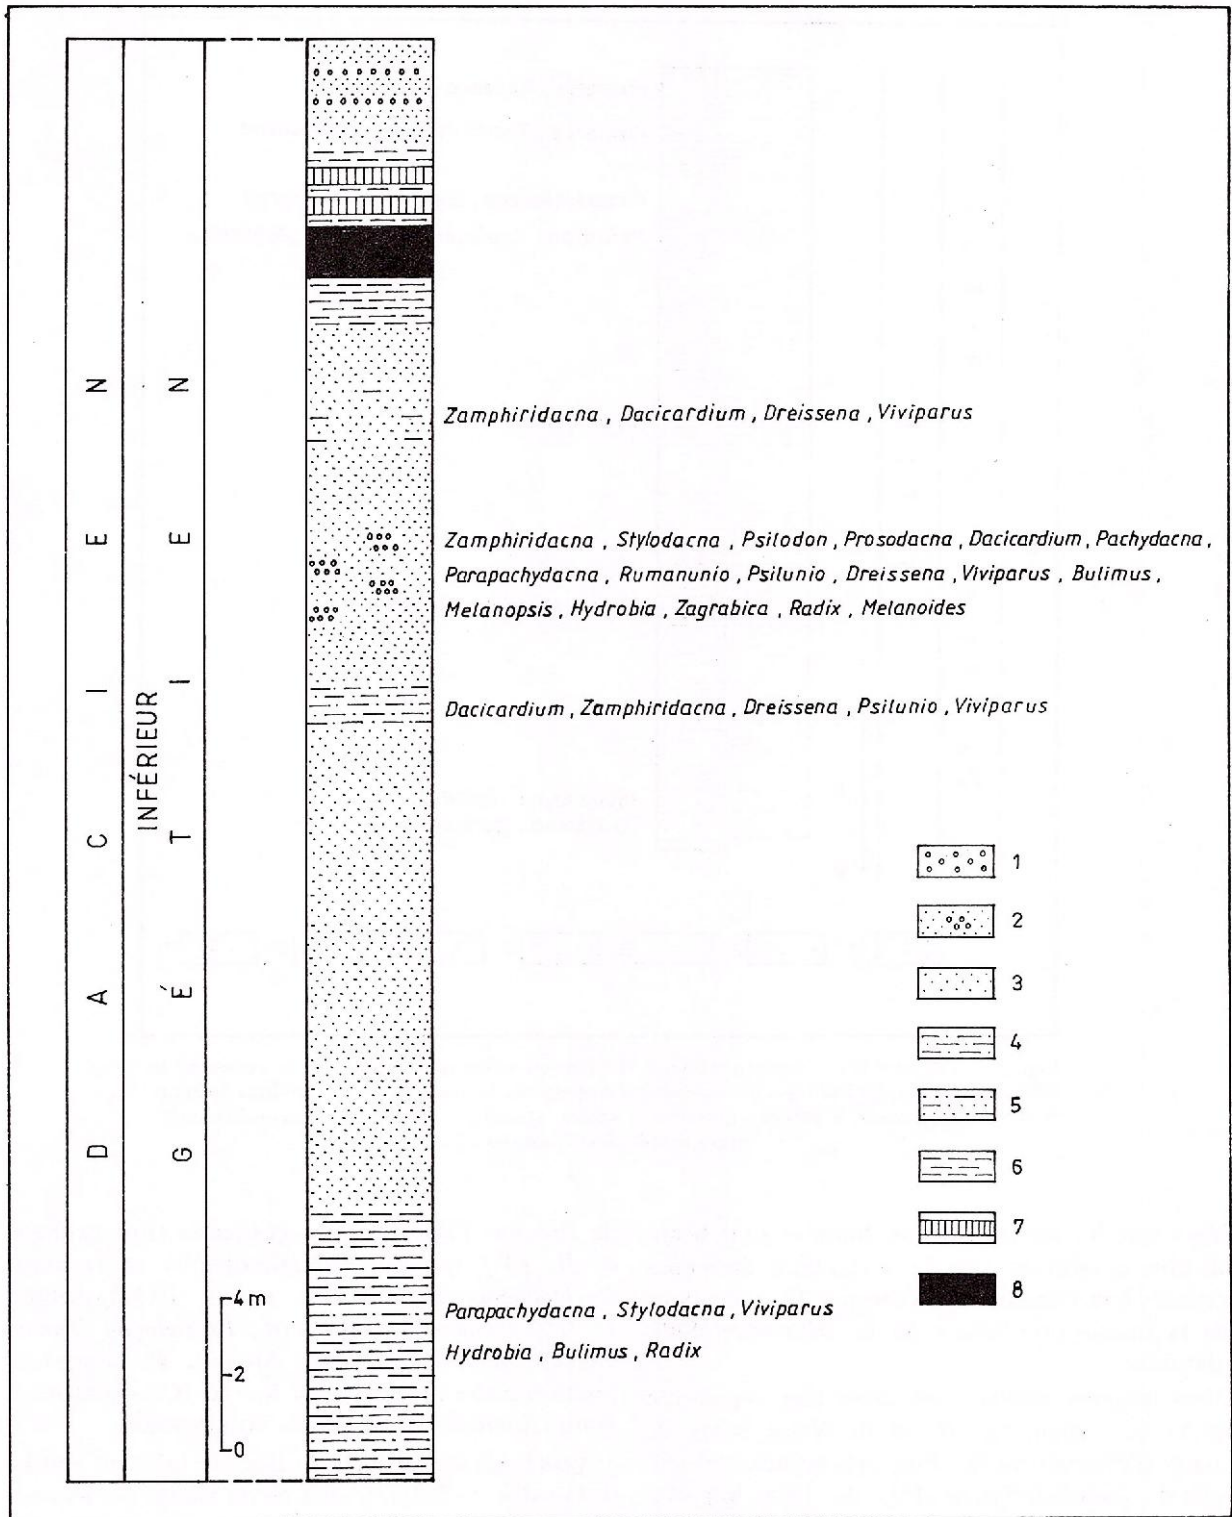 DACIEN
INFÉRIEUR
GÉTIEN
Zamphiridacna, Dacicardium, Dreissena, Viviparus
Zamphiridacna, Stylodacna, Psilodon, Prosodacna, Dacicardium, Pachydacna,
Parapachydacna, Rumanunio, Psilunio, Dreissena, Viviparus, Bulimus,
Melanopsis, Hydrobia, Zagrabica, Radix, Melanoides
Dacicardium, Zamphiridacna, Dreissena, Psilunio, Viviparus
1
2
3
4
5
6
7
8
4 m
2
0
Parapachydacna, Stylodacna, Viviparus
Hydrobia, Bulimus, Radix